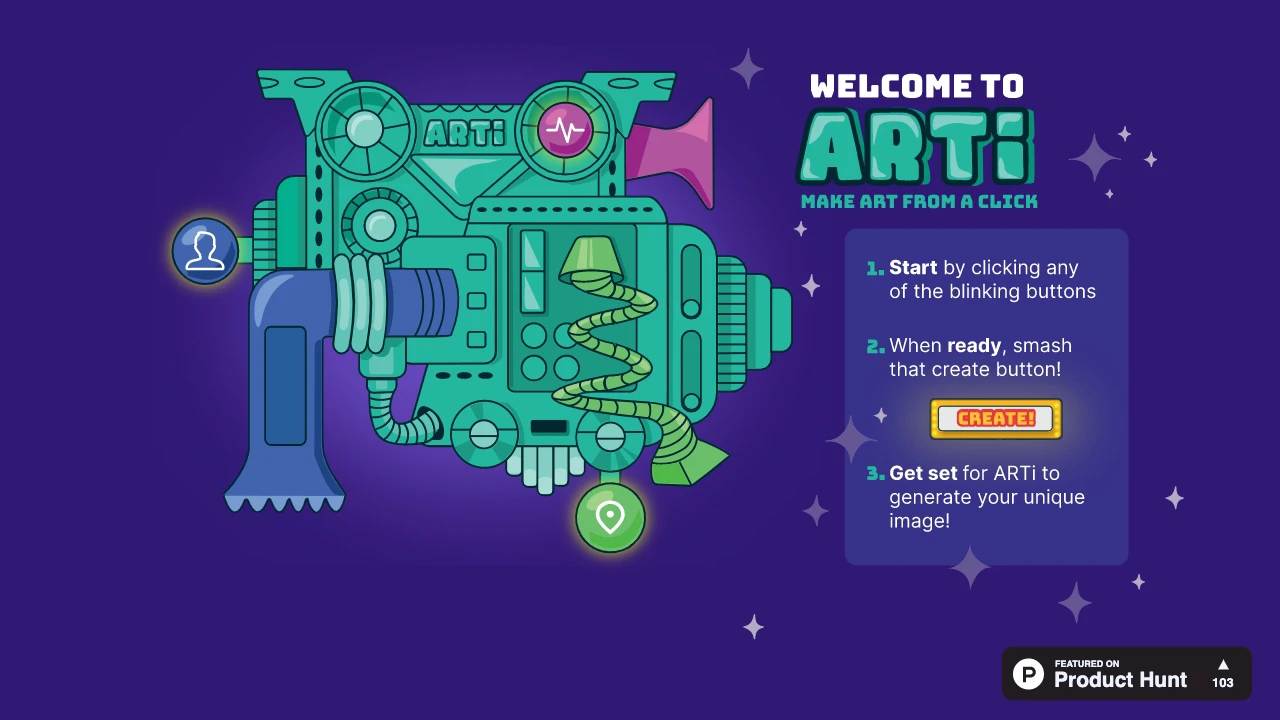 ARTi
WELCOME TO
ARTi
MAKE ART FROM A CLICK
1. Start by clicking any
of the blinking buttons
2. When ready, smash
that create button!
CREATE!
3. Get set for ARTi to
generate your unique
image!
P
FEATURED ON
Product Hunt
▲
103